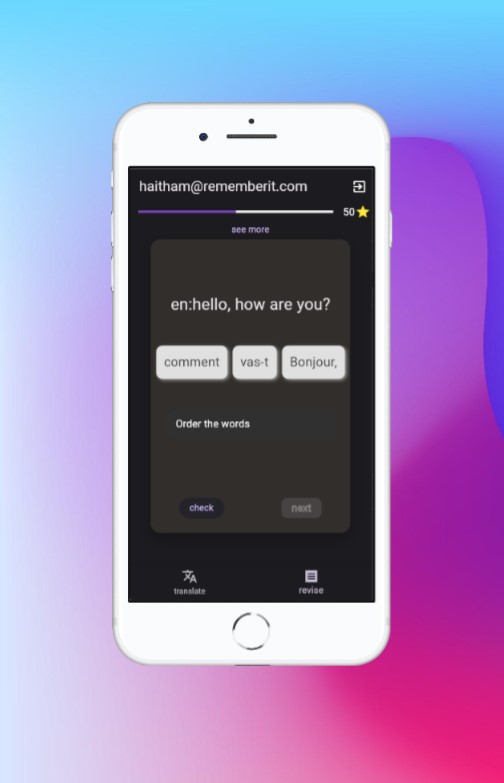 haitham@rememberit.com
50
see more
en:hello, how are you?
comment vas-t Bonjour,
Order the words
check next
translate revise